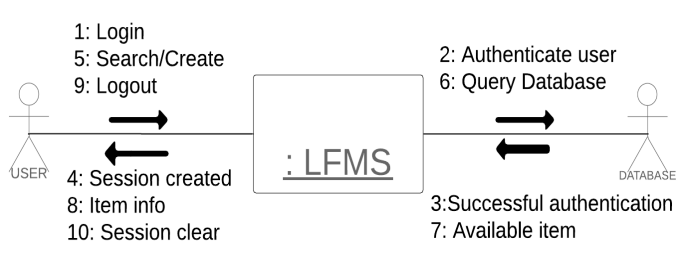 1: Login
5: Search/Create
9: Logout
2: Authenticate user
6: Query Database
: LFMS
USER
DATABASE
4: Session created
8: Item info
10: Session clear
3:Successful authentication
7: Available item